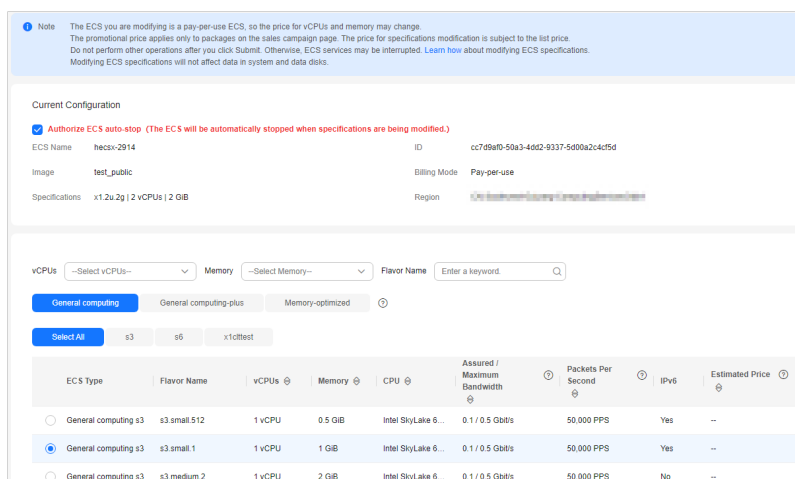 Note The ECS you are modifying is a pay-per-use ECS, so the price for vCPUs and memory may change.
The promotional price applies only to packages on the sales campaign page. The price for specifications modification is subject to the list price.
Do not perform other operations after you click Submit. Otherwise, ECS services may be interrupted. Learn how about modifying ECS specifications.
Modifying ECS specifications will not affect data in system and data disks.
Current Configuration
Authorize ECS auto-stop (The ECS will be automatically stopped when specifications are being modified.)
ECS Name hecsx-2914 ID cc7d9af0-50a3-4dd2-9337-5d00a2c4cf5d
Image test_public Billing Mode Pay-per-use
Specifications x1.2u.2g | 2 vCPUs | 2 GiB Region
vCPUs --Select vCPUs-- Memory --Select Memory-- Flavor Name Enter a keyword.
General computing General computing-plus Memory-optimized
Select All s3 s6 x1clttest
ECS Type Flavor Name vCPUs Memory CPU Assured / Maximum Bandwidth Packets Per Second IPv6 Estimated Price
General computing s3 s3.small.512 1 vCPU 0.5 GiB Intel SkyLake 6... 0.1 / 0.5 Gbit/s 50,000 PPS Yes --
General computing s3 s3.small.1 1 vCPU 1 GiB Intel SkyLake 6... 0.1 / 0.5 Gbit/s 50,000 PPS Yes --
General computing s3 s3.medium.2 1 vCPU 2 GiB Intel SkyLake 6... 0.1 / 0.5 Gbit/s 50,000 PPS No --